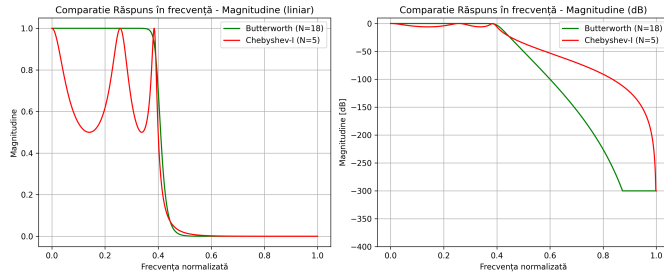 Comparatie Răspuns în frecvență - Magnitudine (liniar)
Magnitudine
1.0
0.8
0.6
0.4
0.2
0.0
Butterworth (N=18)
Chebyshev-I (N=5)
0.0 0.2 0.4 0.6 0.8 1.0
Frecvența normalizată
Comparatie Răspuns în frecvență - Magnitudine (dB)
Magnitudine [dB]
0
−50
−100
−150
−200
−250
−300
−350
−400
Butterworth (N=18)
Chebyshev-I (N=5)
0.0 0.2 0.4 0.6 0.8 1.0
Frecvența normalizată